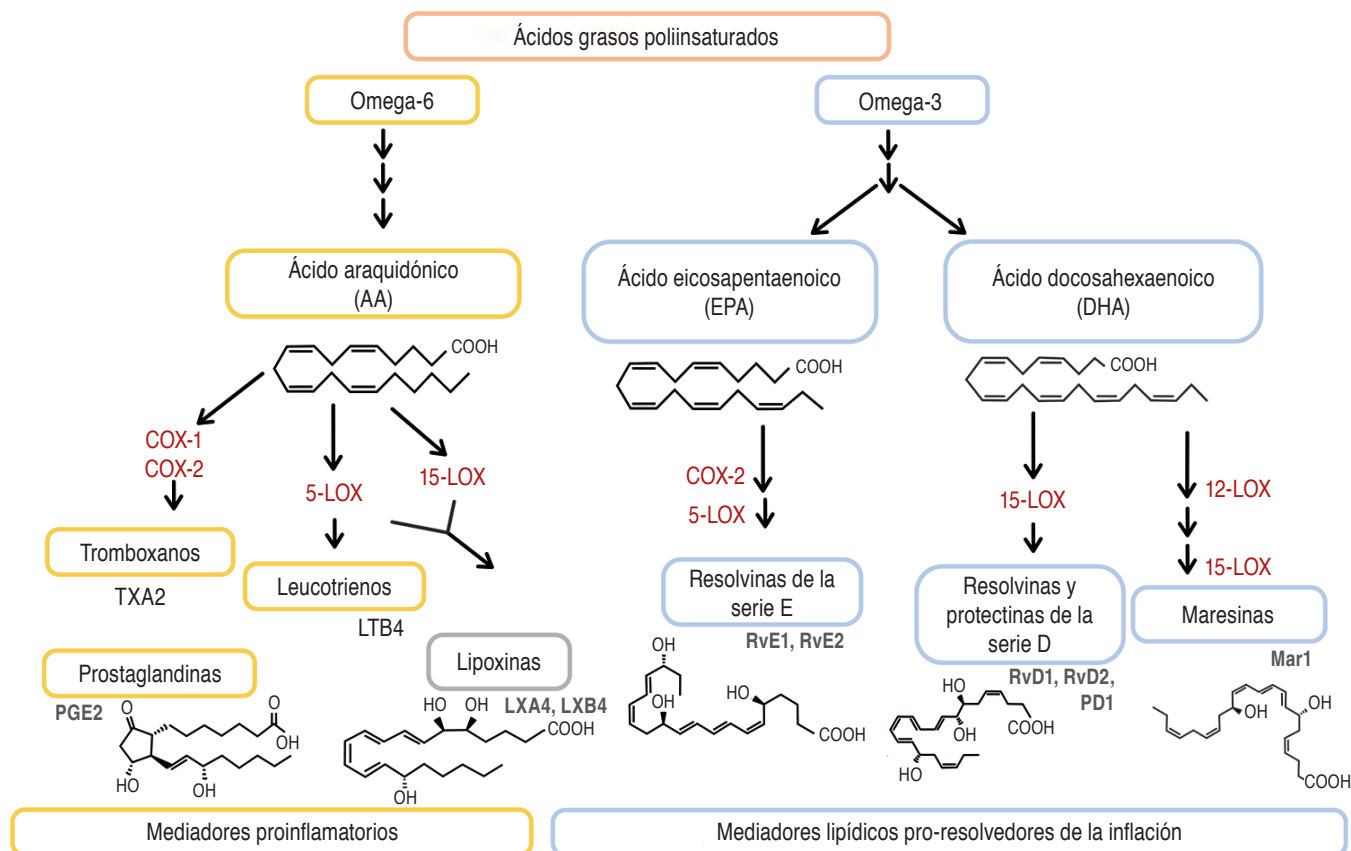 Ácidos grasos poliinsaturados
Omega-6
Omega-3
Ácido araquidónico
(AA)
Ácido eicosapentaenoico
(EPA)
Ácido docosahexaenoico
(DHA)
COOH
COOH
COOH
COX-1
COX-2
5-LOX
15-LOX
COX-2
5-LOX
15-LOX
12-LOX
15-LOX
Tromboxanos
TXA2
Leucotrienos
LTB4
Resolvinas de la
serie E
RvE1, RvE2
Resolvinas y
protectinas de la
serie D
RvD1, RvD2,
PD1
Maresinas
Mar1
Prostaglandinas
PGE2
Lipoxinas
LXA4, LXB4
O
O
OH
HO
OH
HO
OH
COOH
OH
OH
OH
HO
COOH
HO
OH
HO
COOH
OH
HO
COOH
Mediadores proinflamatorios
Mediadores lipídicos pro-resolvedores de la inflación